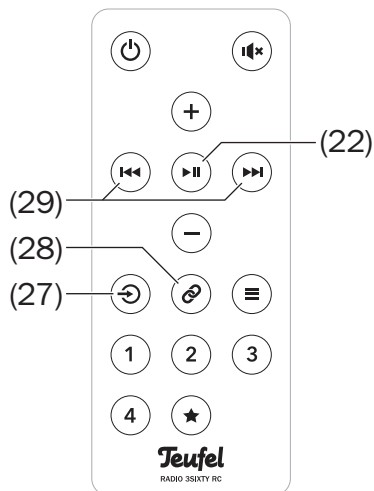 (22)
(29)
(28)
(27)
1 2 3
4
Teufel
RADIO 3SIXTY RC